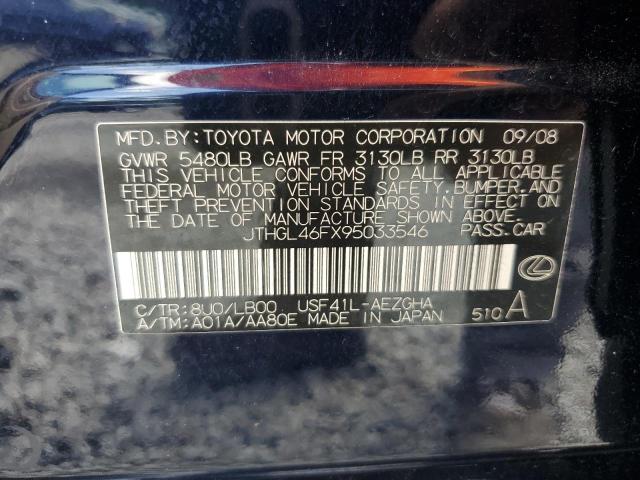 MFD.BY:TOYOTA MOTOR CORPORATION 09/08
GVWR 5480LB GAWR FR 3130LB RR 3130LB
THIS VEHICLE CONFORMS TO ALL APPLICABLE
FEDERAL MOTOR VEHICLE SAFETY.BUMPER.AND
THEFT PREVENTION STANDARDS IN EFFECT ON
THE DATE OF MANUFACTURE SHOWN ABOVE.
JTHGL46FX95033546 PASS.CAR
C/TR:8U0/LB00 USF41L-AEZGHA
A/TM:A01A/AA80E MADE IN JAPAN 510 A